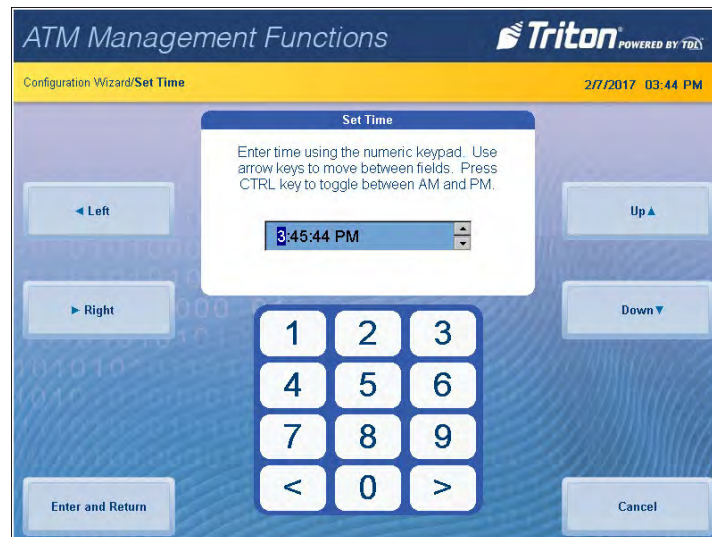 ATM Management Functions
Triton POWERED BY TDL
Configuration Wizard/Set Time
2/7/2017 03:44 PM
Set Time
Enter time using the numeric keypad. Use
arrow keys to move between fields. Press
CTRL key to toggle between AM and PM.
3:45:44 PM
◄ Left
Up▲
► Right
Down▼
1 2 3
4 5 6
7 8 9
< 0 >
Enter and Return
Cancel